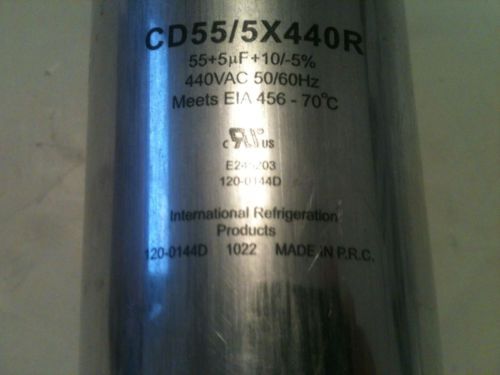 CD55/5X440R
55+5µF+10/-5%
440VAC 50/60Hz
Meets EIA 456 - 70°C
c RU us
120-0144D
International Refrigeration
Products
120-0144D 1022 MADE IN P.R.C.